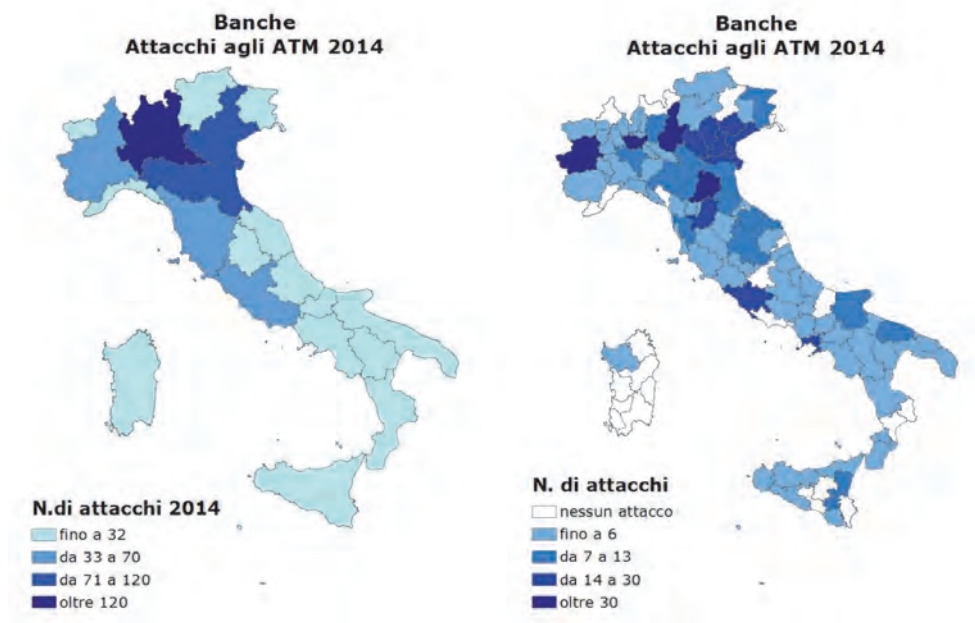 Banche
Attacchi agli ATM 2014
N.di attacchi 2014
fino a 32
da 33 a 70
da 71 a 120
oltre 120
Banche
Attacchi agli ATM 2014
N. di attacchi
nessun attacco
fino a 6
da 7 a 13
da 14 a 30
oltre 30